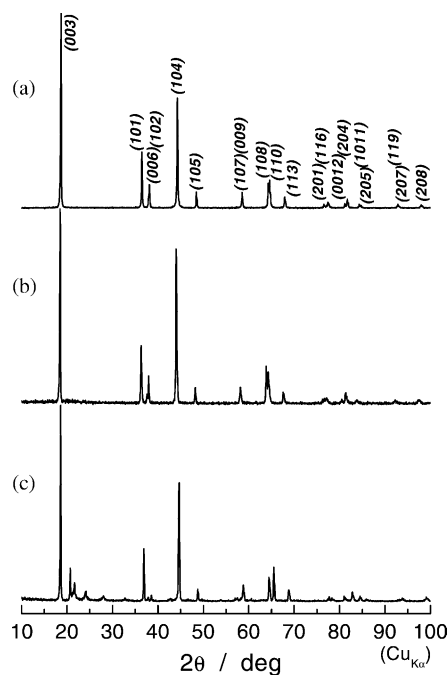 (a)
(003)
(101)
(006)(102)
(104)
(105)
(107)(009)
(108)
(110)
(113)
(201)(116)
(0012)
(204)
(1011)
(205)
(119)
(207)
(208)
(b)
(c)
10 20 30 40 50 60 70 80 90 100
2θ / deg
(CuKα)